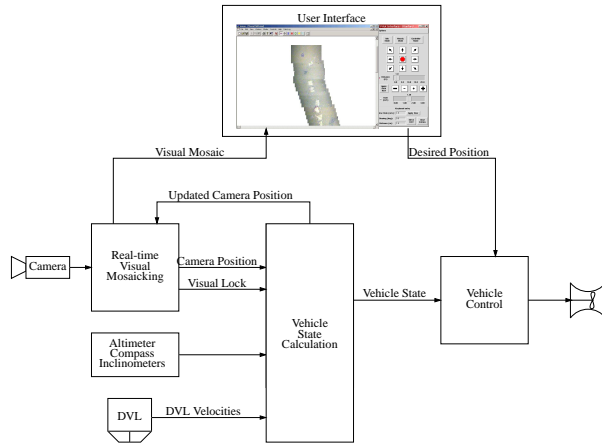 User Interface
Visual Mosaic
Desired Position
Updated Camera Position
Camera
Real-time
Visual
Mosaicking
Camera Position
Visual Lock
Vehicle State
Vehicle
Control
Vehicle
State
Calculation
Altimeter
Compass
Inclinometers
DVL
DVL Velocities